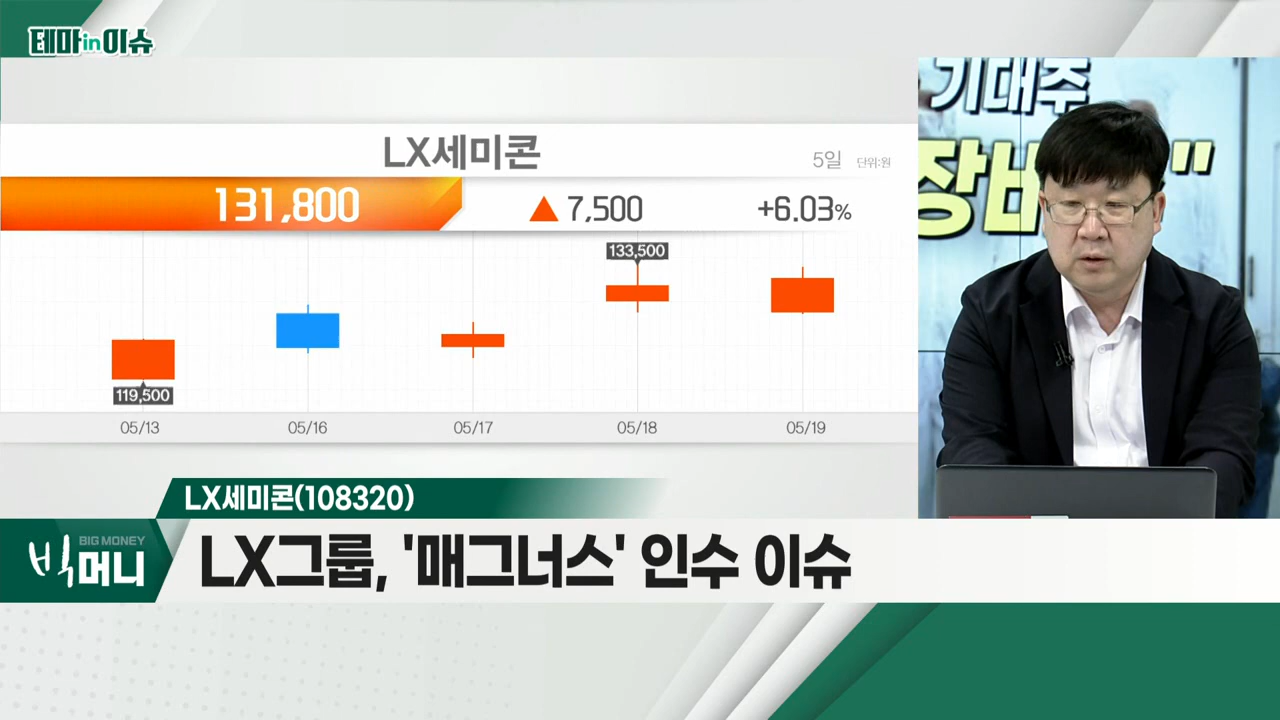 테마in이슈
기대주
장비"
LX세미콘
5일 단위:원
131,800 ▲ 7,500 +6.03%
133,500
119,500
05/13 05/16 05/17 05/18 05/19
LX세미콘(108320)
BIG MONEY
빅머니
LX그룹, '매그너스' 인수 이슈